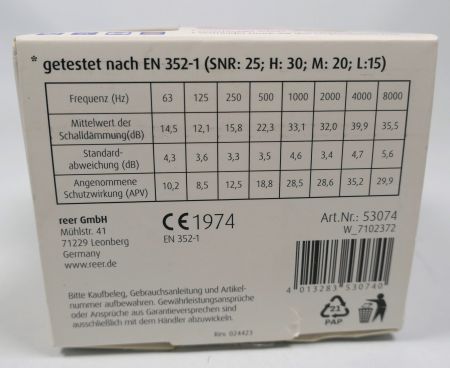 * getestet nach EN 352-1 (SNR: 25; H: 30; M: 20; L:15)
Frequenz (Hz) 63 125 250 500 1000 2000 4000 8000
Mittelwert der
Schalldämmung(dB) 14,5 12,1 15,8 22,3 33,1 32,0 39,9 35,5
Standard-
abweichung (dB) 4,3 3,6 3,3 3,5 4,6 3,4 4,7 5,6
Angenommene
Schutzwirkung (APV) 10,2 8,5 12,5 18,8 28,5 28,6 35,2 29,9
reer GmbH
Mühlstr. 41
71229 Leonberg
Germany
www.reer.de
CE 1974
EN 352-1
Art.Nr.: 53074
W_7102372
4 013283 530740
Bitte Kaufbeleg, Gebrauchsanleitung und Artikel-
nummer aufbewahren. Gewährleistungsansprüche
oder Ansprüche aus Garantieversprechen sind
ausschließlich mit dem Händler abzuwickeln.
21
PAP
Rev. 024423